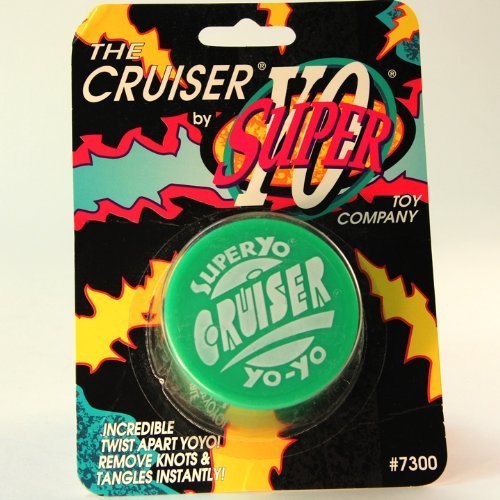 THE
CRUISER®
by
SUPER
YO®
TOY
COMPANY
SUPERYO®
CRUISER
YO-YO
INCREDIBLE
TWIST APART YOYO!
REMOVE KNOTS &
TANGLES INSTANTLY!
#7300